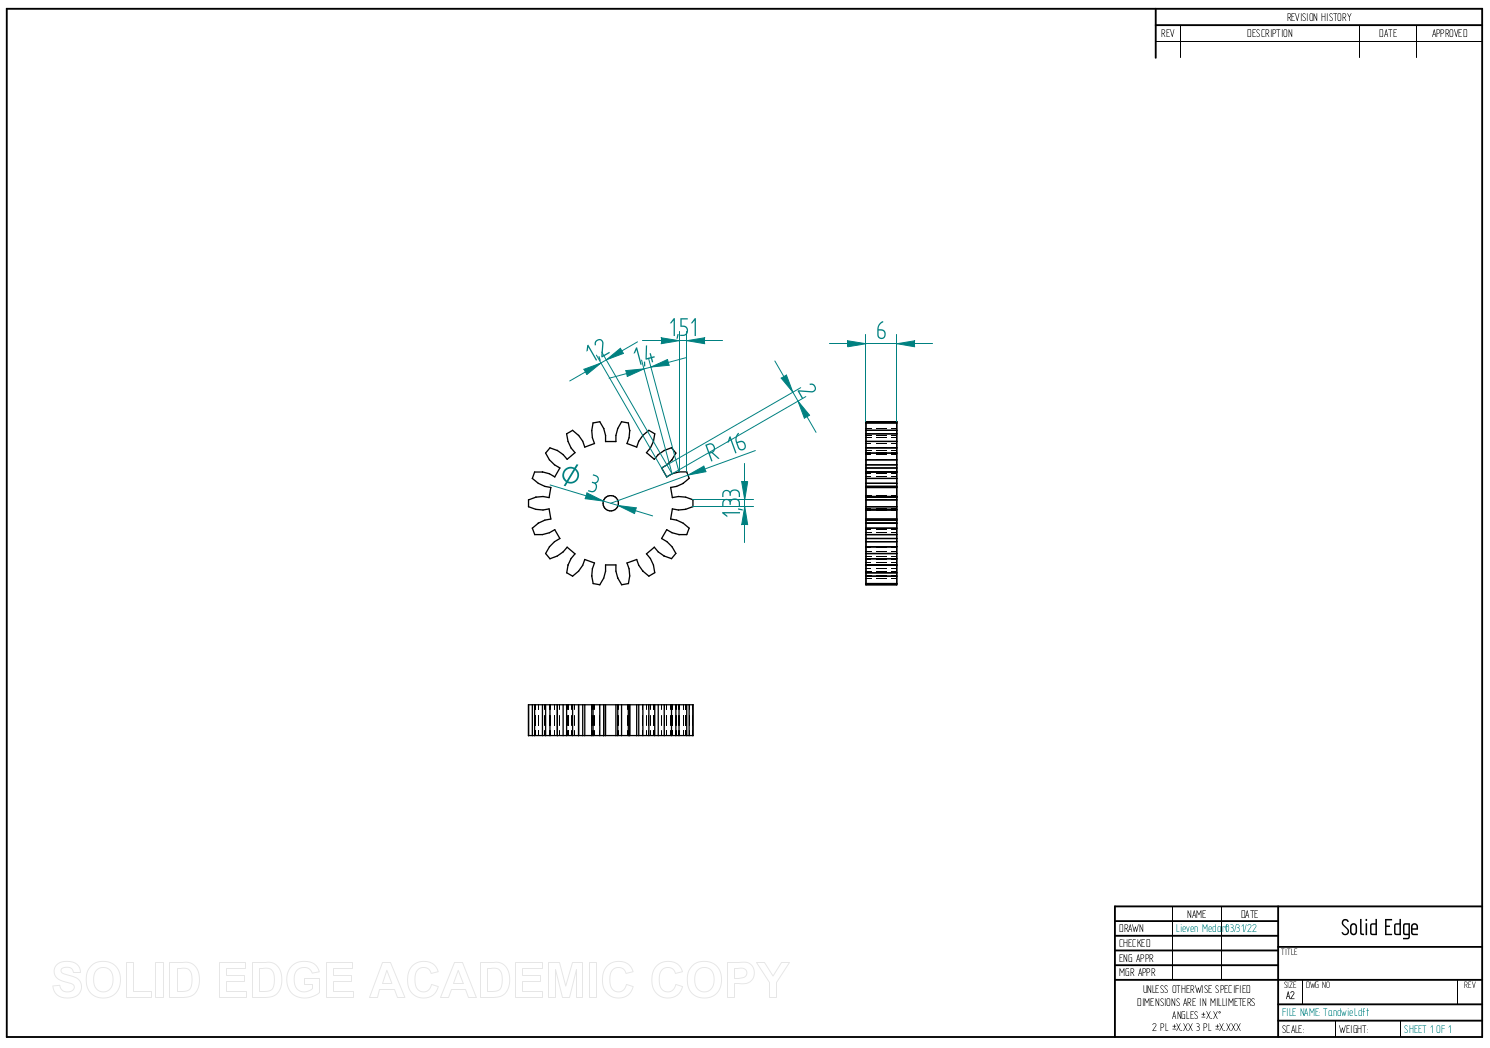 REVISION HISTORY
REV DESCRIPTION DATE APPROVED
1,51
6
1,2
1,4
2
R 16
Ø 3
1,33
NAME DATE
DRAWN 03/31/22
Lieven
CHECKED
ENG APPR
MGR APPR
UNLESS OTHERWISE SPECIFIED
DIMENSIONS ARE IN MILLIMETERS
ANGLES ±X.X°
2 PL ±X.XX 3 PL ±X.XXX
Solid Edge
TITLE
SIZE DWG NO REV
A2
FILE NAME: Tandwiel.dft
SCALE: WEIGHT: SHEET 1 OF 1
SOLID EDGE ACADEMIC COPY